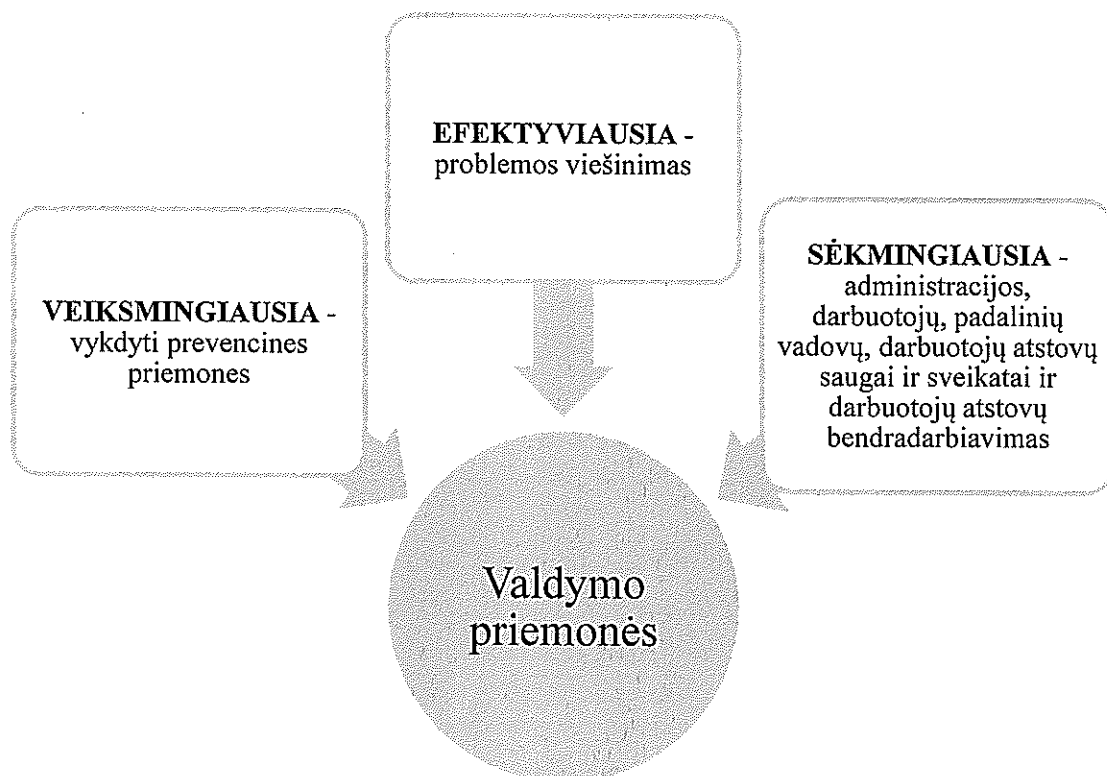 EFEKTYVIAUSIA -
problemos viešinimas
VEIKSMINGIAUSIA -
vykdyti prevencines
priemones
SĖKMINGIAUSIA -
administracijos,
darbuotojų, padalinių
vadovų, darbuotojų atstovų
saugai ir sveikatai ir
darbuotojų atstovų
bendradarbiavimas
Valdymo
priemonės